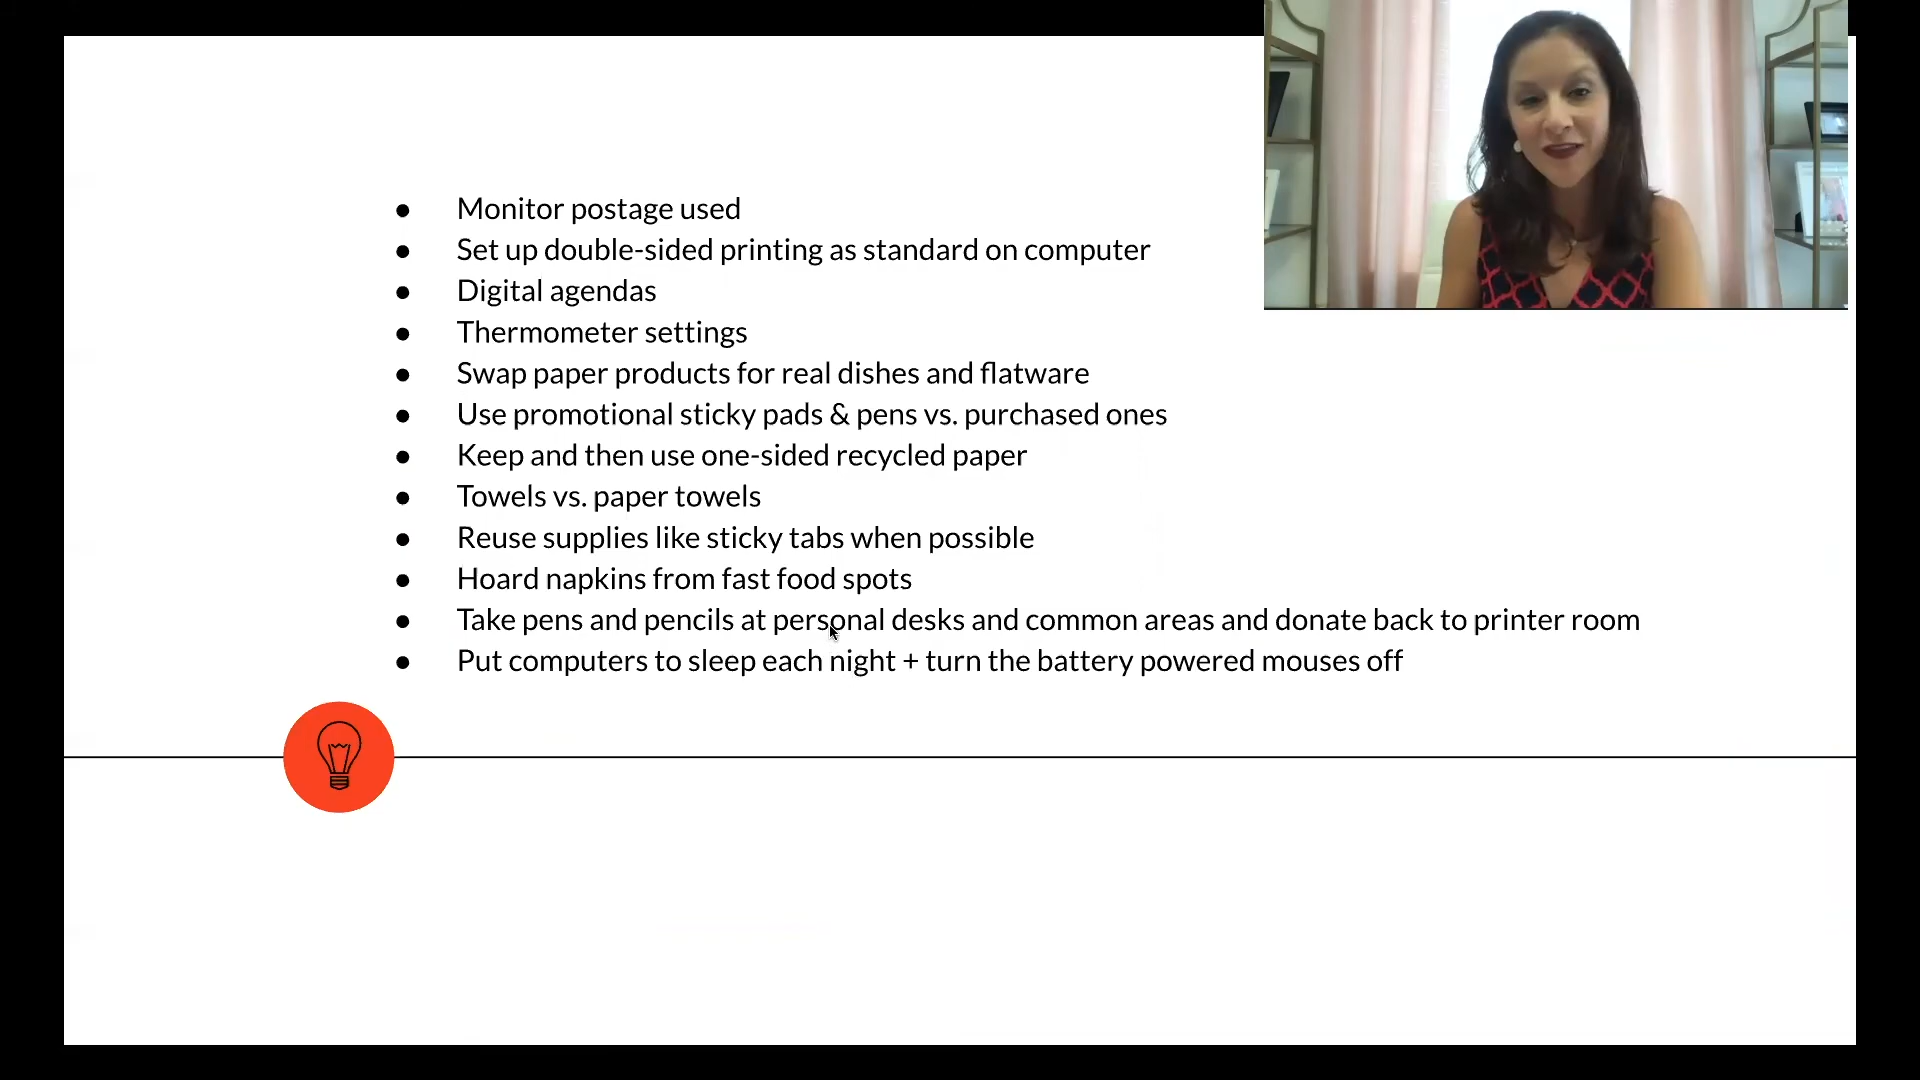 ● Monitor postage used
● Set up double-sided printing as standard on computer
● Digital agendas
● Thermometer settings
● Swap paper products for real dishes and flatware
● Use promotional sticky pads & pens vs. purchased ones
● Keep and then use one-sided recycled paper
● Towels vs. paper towels
● Reuse supplies like sticky tabs when possible
● Hoard napkins from fast food spots
● Take pens and pencils at personal desks and common areas and donate back to printer room
● Put computers to sleep each night + turn the battery powered mouses off